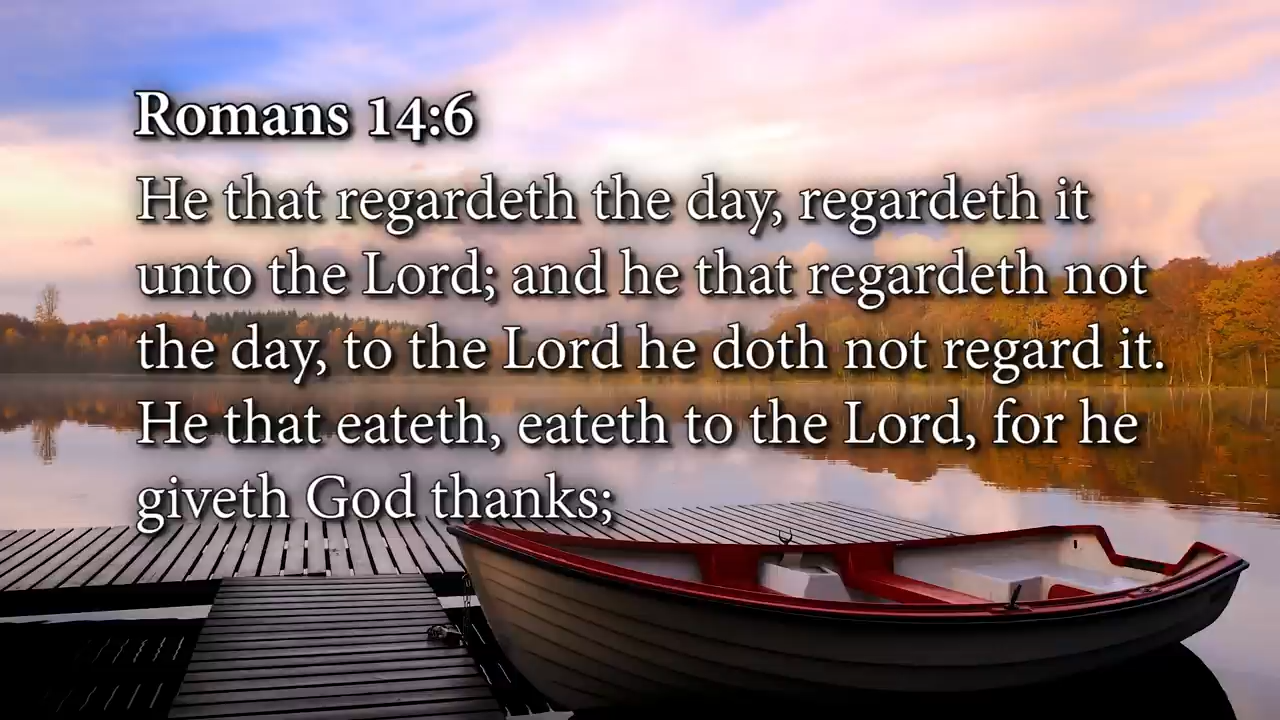 Romans 14:6
He that regardeth the day, regardeth it
unto the Lord; and he that regardeth not
the day, to the Lord he doth not regard it.
He that eateth, eateth to the Lord, for he
giveth God thanks;